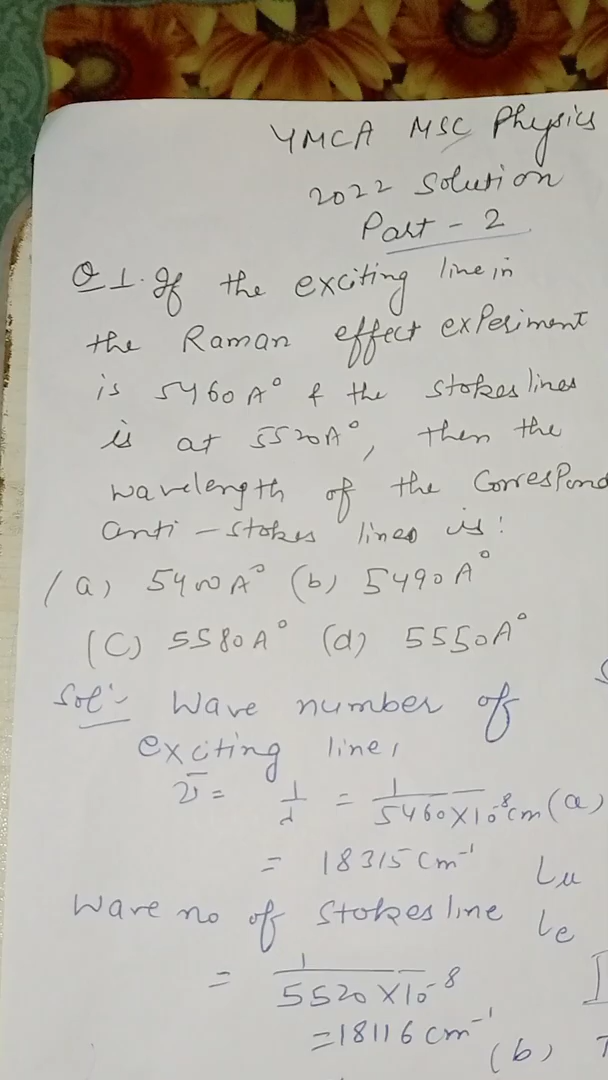 YMCA MSC Physics
2022 Solution
Part - 2
Q 1. If the exciting line in
the Raman effect experiment
is 5460 A° & the stokes lines
is at 5520A°, then the
wavelength of the Correspond
anti - stokes lines is:
(a) 5400A° (b) 5490A°
(C) 5580A° (d) 5550A°
Sol:- Wave number of
exciting line,
ν̅ = 1/λ = 1/5460×10⁻⁸cm (a)
= 18315 cm⁻¹
Wave no of Stokes line
= 1/5520×10⁻⁸
=18116 cm⁻¹
(b)